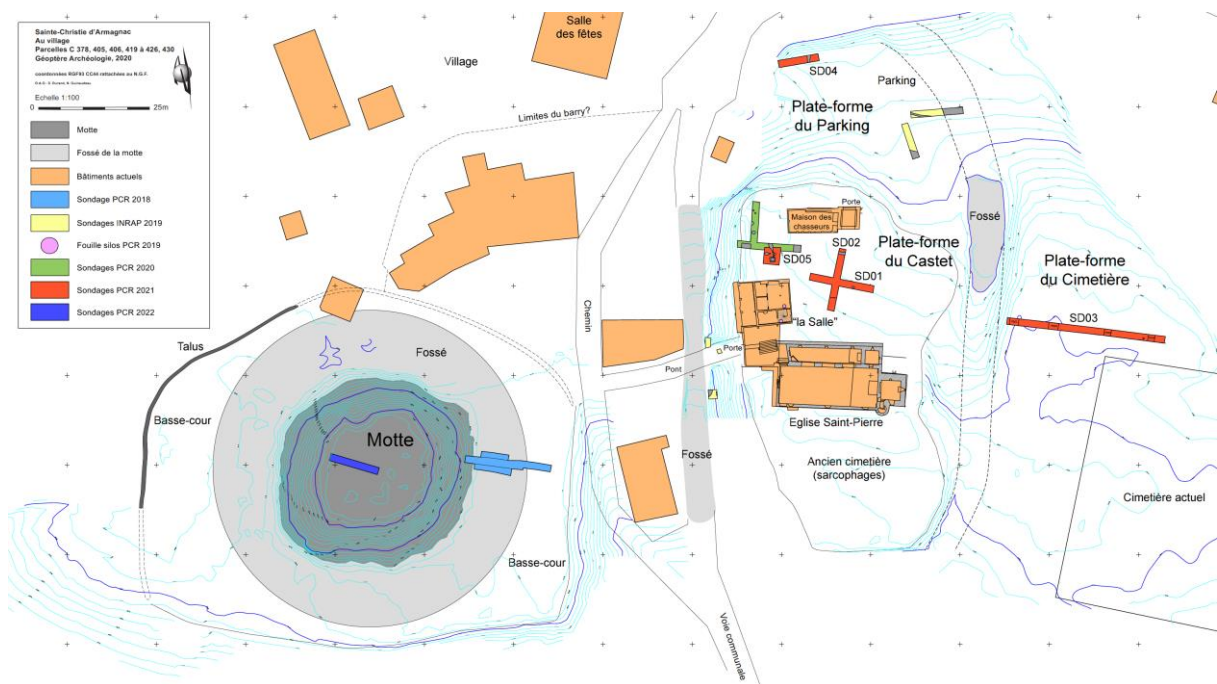 Sainte-Christie d'Armagnac
Au village
Parcelles C 378, 405, 406, 419 à 426, 430
Géoptère Archéologie, 2020
coordonnées RGF93 CC44 rattachées au N.G.F.
Echelle 1:100
0 25m
Motte
Fossé de la motte
Bâtiments actuels
Sondage PCR 2018
Sondages INRAP 2019
Fouille silos PCR 2019
Sondages PCR 2020
Sondages PCR 2021
Sondages PCR 2022
Salle
des fêtes
Village
Limites du barry?
SD04
Parking
Plate-forme
du Parking
Porte
Maison des
chasseurs
SD02
Plate-forme
du Castet
Fossé
SD05
SD01
Plate-forme
du Cimetière
SD03
"la Salle"
Chemin
Porte
Pont
Talus
Fossé
Basse-cour
Motte
Eglise Saint-Pierre
Fossé
Ancien cimetière
(sarcophages)
Cimetière actuel
Basse-cour
Voie communale